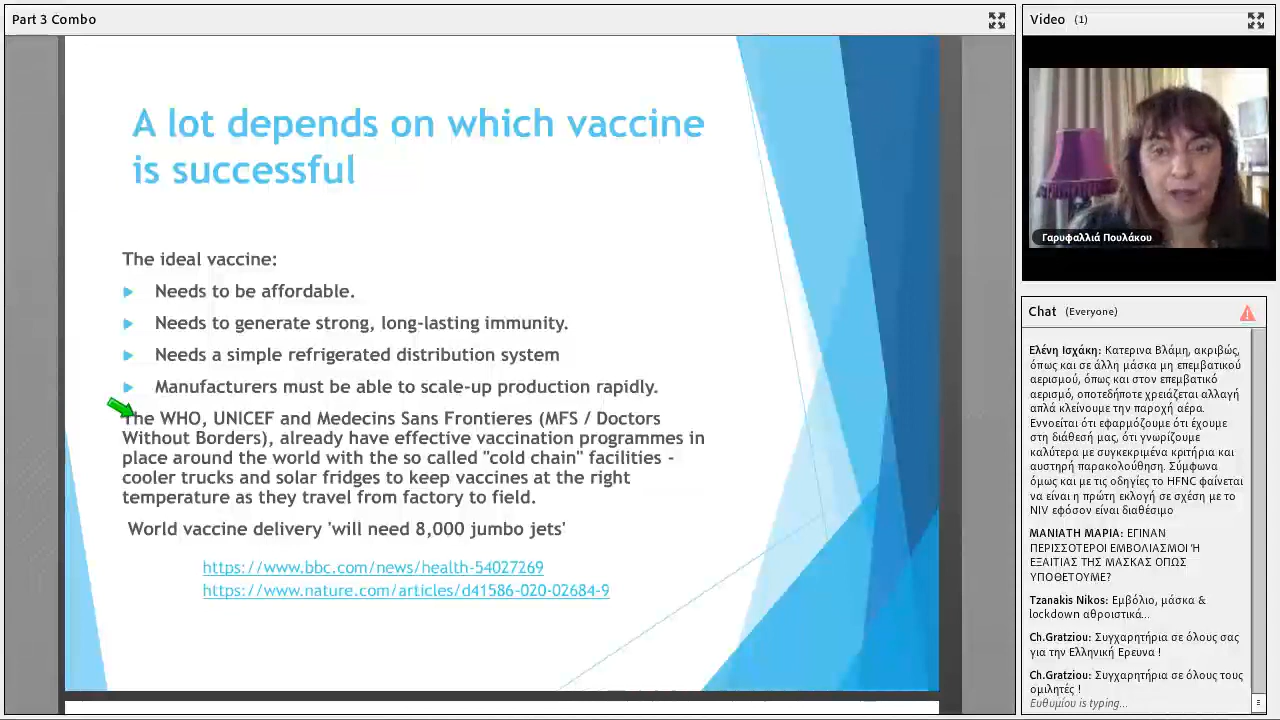 Part 3 Combo
A lot depends on which vaccine
is successful
The ideal vaccine:
Needs to be affordable.
Needs to generate strong, long-lasting immunity.
Needs a simple refrigerated distribution system
Manufacturers must be able to scale-up production rapidly.
The WHO, UNICEF and Medecins Sans Frontieres (MFS / Doctors
Without Borders), already have effective vaccination programmes in
place around the world with the so called "cold chain" facilities -
cooler trucks and solar fridges to keep vaccines at the right
temperature as they travel from factory to field.
World vaccine delivery 'will need 8,000 jumbo jets'
https://www.bbc.com/news/health-54027269
https://www.nature.com/articles/d41586-020-02684-9
Video (1)
Γαρυφαλλιά Πουλάκου
Chat (Everyone)
Ελένη Ισχάκη: Κατερινα Βλάμη, ακριβώς,
όπως και σε άλλη μάσκα μη επεμβατικού
αερισμού, όπως και στον επεμβατικό
αερισμό, οποτεδήποτε χρειάζεται αλλαγή
απλά κλείνουμε την παροχή αέρα.
Εννοείται ότι εφαρμόζουμε ότι έχουμε
στη διάθεσή μας, ότι γνωρίζουμε
καλύτερα με συγκεκριμένα κριτήρια και
αυστηρή παρακολούθηση. Σύμφωνα
όμως και με τις οδηγίες το HFNC φαίνεται
να είναι η πρώτη εκλογή σε σχέση με το
NIV εφόσον είναι διαθέσιμο
ΜΑΝΙΑΤΗ ΜΑΡΙΑ: ΕΓΙΝΑΝ
ΠΕΡΙΣΣΟΤΕΡΟΙ ΕΜΒΟΛΙΑΣΜΟΙ Ή
ΕΞΑΙΤΙΑΣ ΤΗΣ ΜΑΣΚΑΣ ΟΠΩΣ
ΥΠΟΘΕΤΟΥΜΕ?
Tzanakis Nikos: Εμβόλιο, μάσκα &
lockdown αθροιστικά...
Ch.Gratziou: Συγχαρητήρια σε όλους σας
για την Ελληνική Ερευνα !
Ch.Gratziou: Συγχαρητήρια σε όλους τους
ομιλητές !
Ευθυμίου is typing...